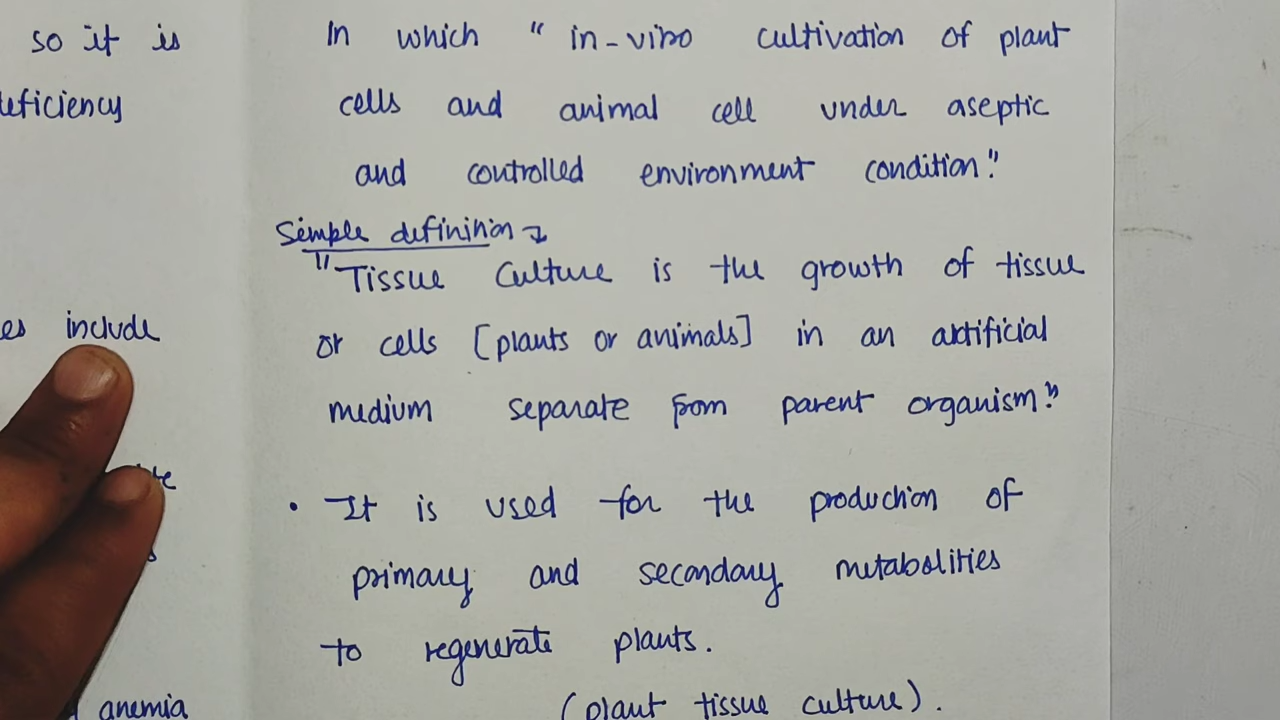 so it is
deficiency
es include
anemia
In which " in-viro cultivation of plant
cells and animal cell under aseptic
and controlled environment condition."
Simple definition →
"Tissue Culture is the growth of tissue
or cells [plants or animals] in an artificial
medium separate from parent organism."
• It is used for the production of
primary and secondary metabolities
to regenerate plants.
(plant tissue culture).